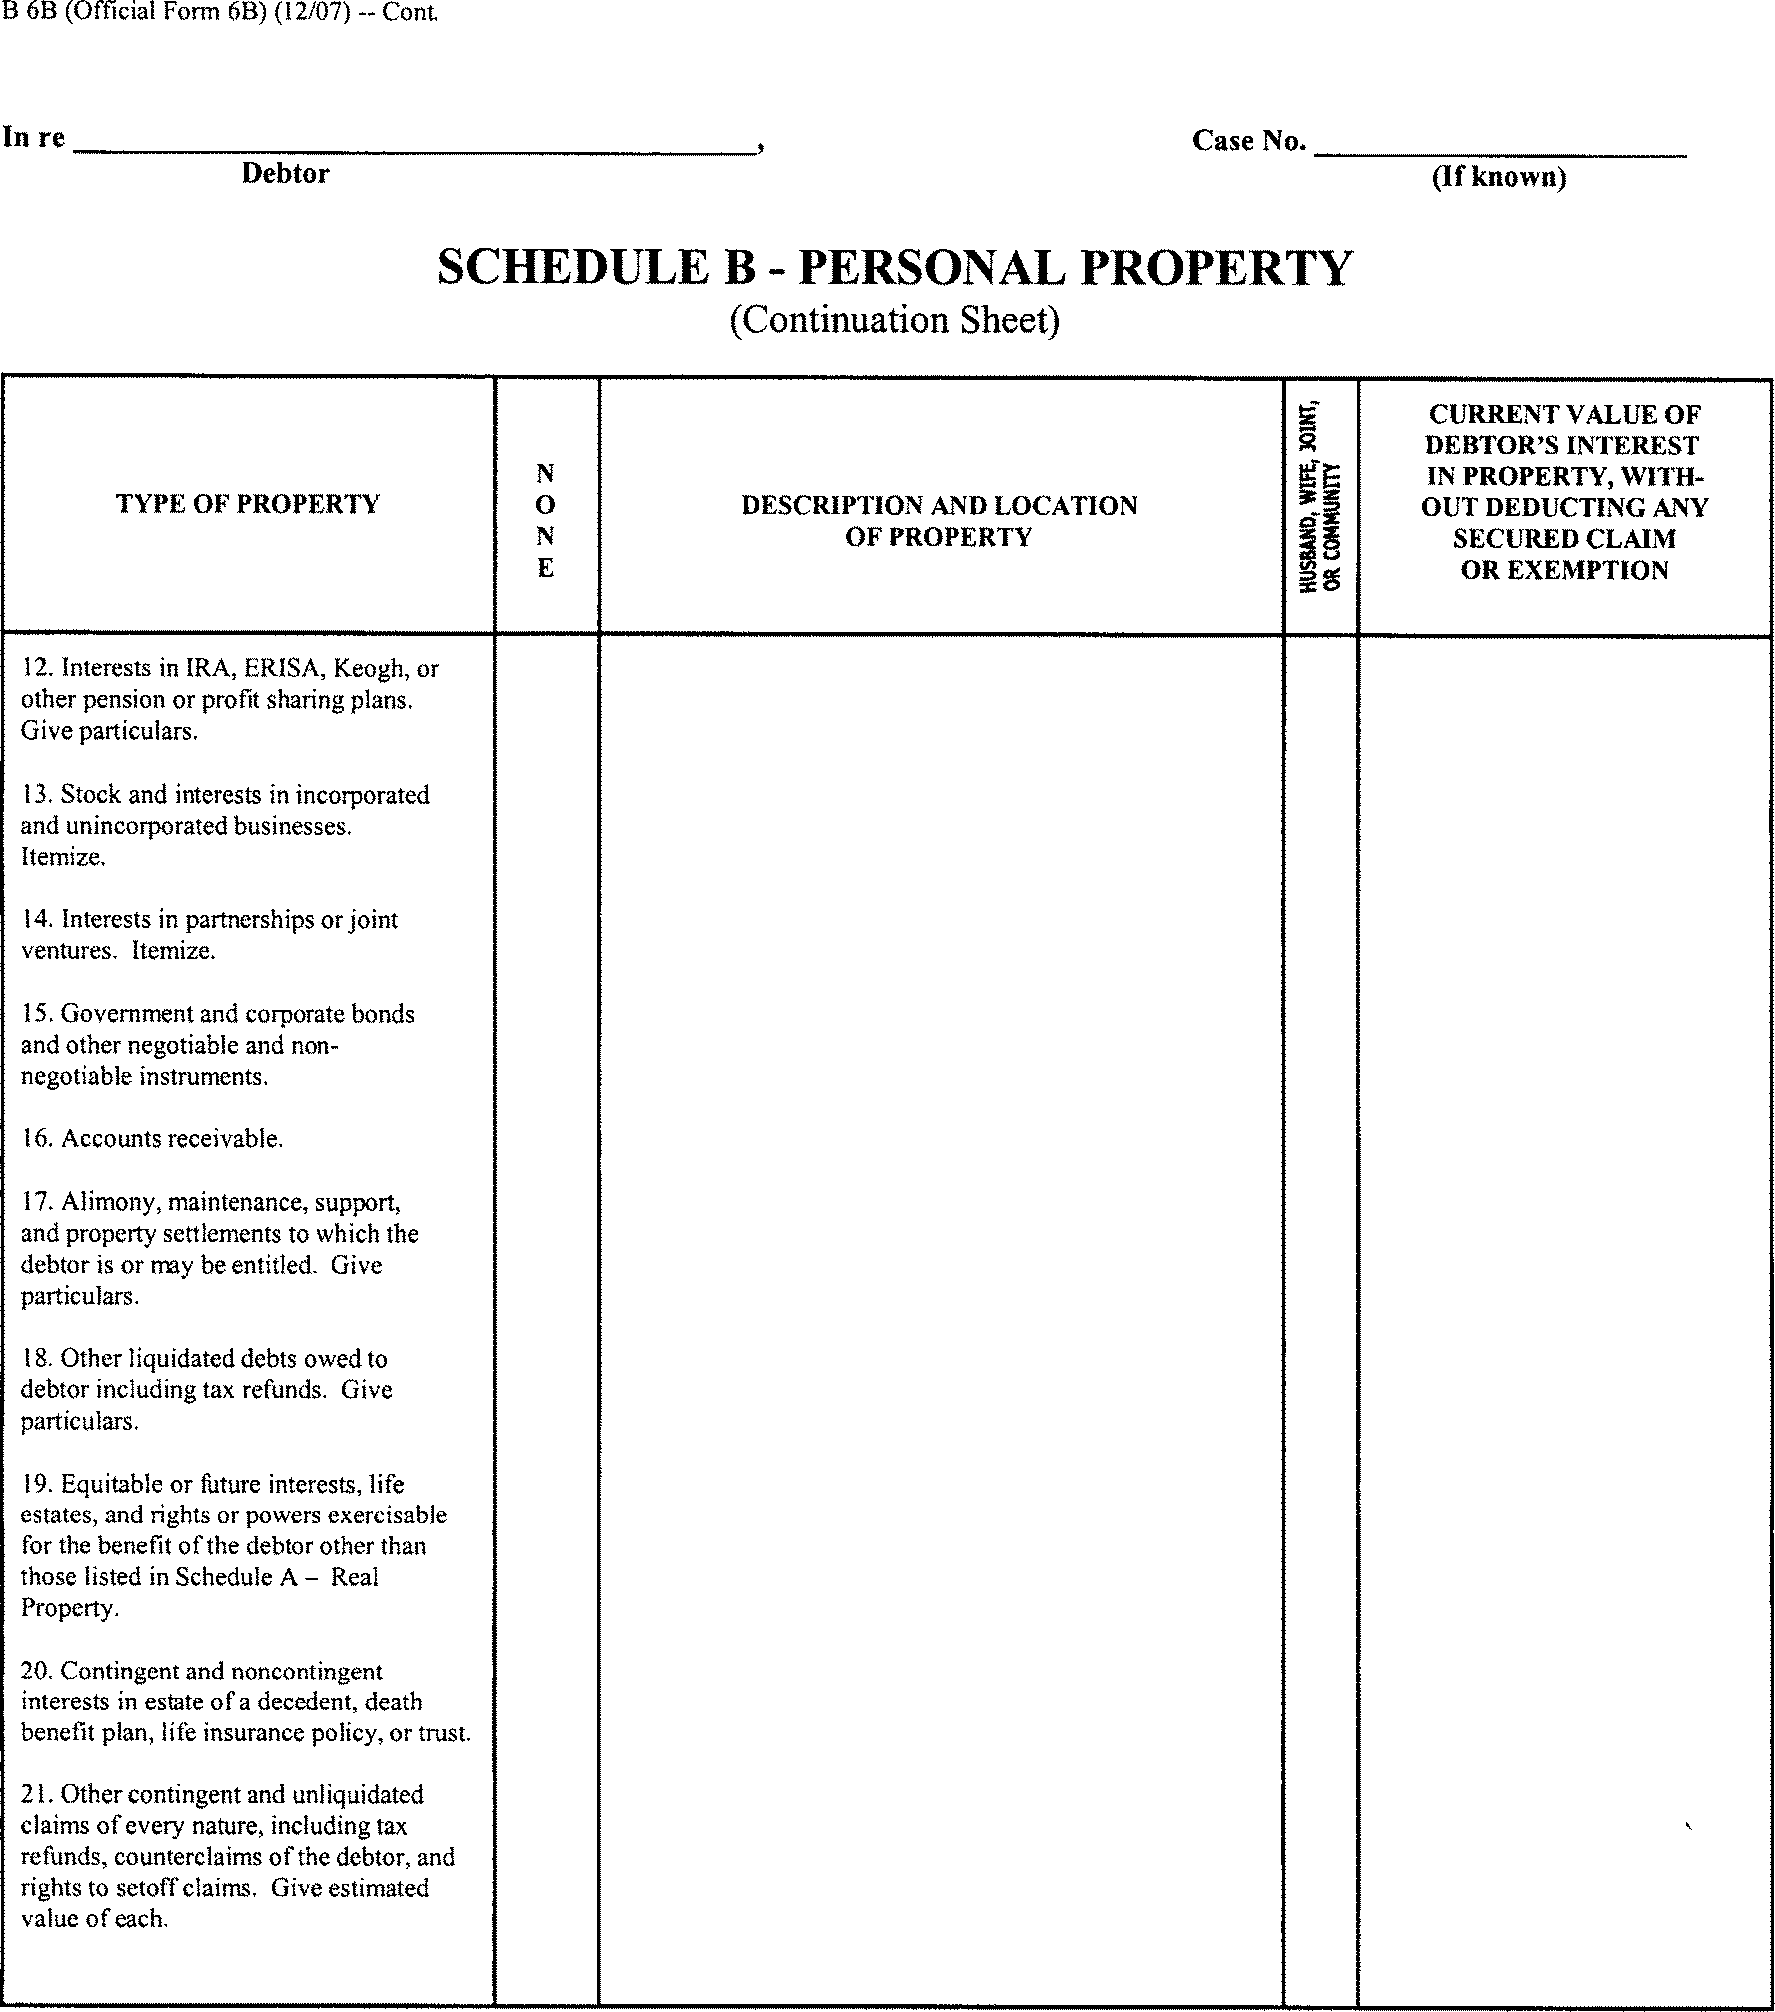 B 6B (Official Form 6B) (12/07) -- Cont.
In re ,
Case No.
Debtor
(If known)
SCHEDULE B - PERSONAL PROPERTY
(Continuation Sheet)
TYPE OF PROPERTY
N
O
N
E
DESCRIPTION AND LOCATION
OF PROPERTY
HUSBAND, WIFE, JOINT,
OR COMMUNITY
CURRENT VALUE OF
DEBTOR'S INTEREST
IN PROPERTY, WITH-
OUT DEDUCTING ANY
SECURED CLAIM
OR EXEMPTION
12. Interests in IRA, ERISA, Keogh, or
other pension or profit sharing plans.
Give particulars.
13. Stock and interests in incorporated
and unincorporated businesses.
Itemize.
14. Interests in partnerships or joint
ventures. Itemize.
15. Government and corporate bonds
and other negotiable and non-
negotiable instruments.
16. Accounts receivable.
17. Alimony, maintenance, support,
and property settlements to which the
debtor is or may be entitled. Give
particulars.
18. Other liquidated debts owed to
debtor including tax refunds. Give
particulars.
19. Equitable or future interests, life
estates, and rights or powers exercisable
for the benefit of the debtor other than
those listed in Schedule A – Real
Property.
20. Contingent and noncontingent
interests in estate of a decedent, death
benefit plan, life insurance policy, or trust.
21. Other contingent and unliquidated
claims of every nature, including tax
refunds, counterclaims of the debtor, and
rights to setoff claims. Give estimated
value of each.